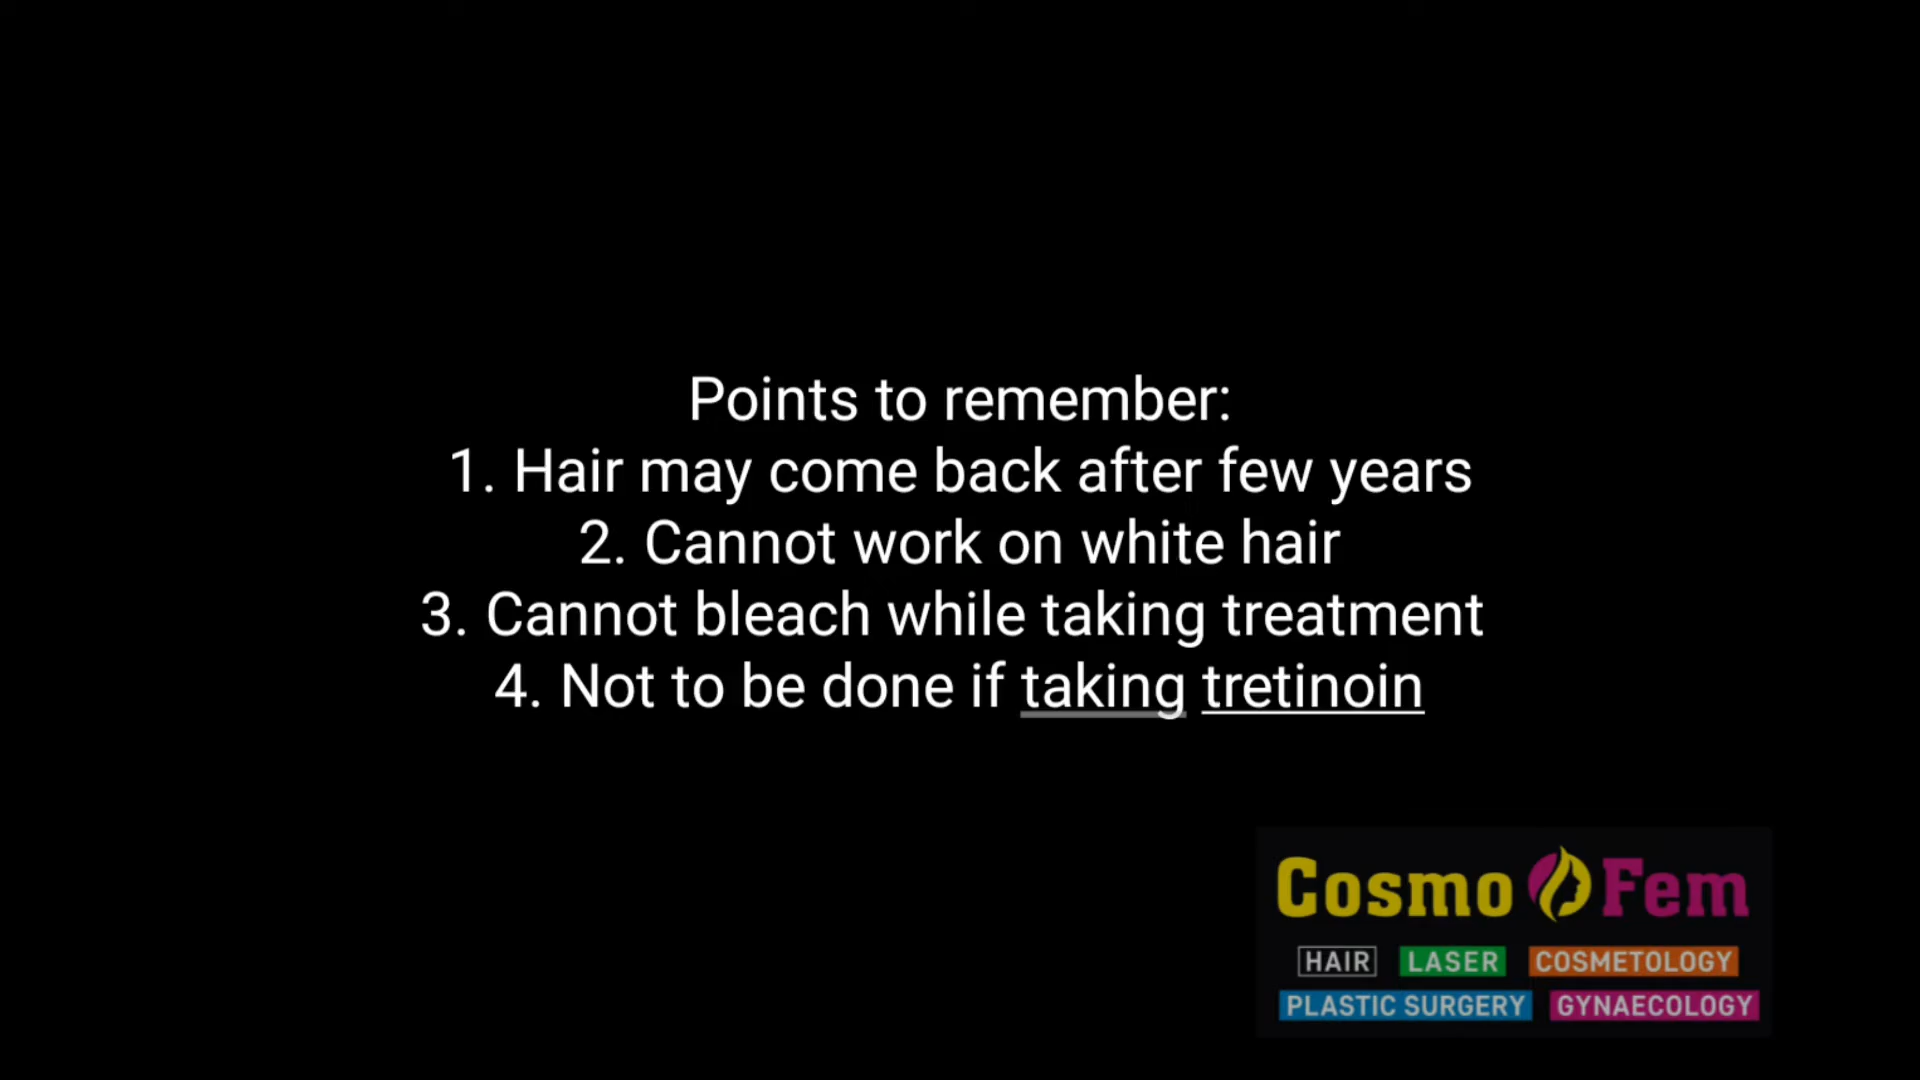 Points to remember:
1. Hair may come back after few years
2. Cannot work on white hair
3. Cannot bleach while taking treatment
4. Not to be done if taking tretinoin
Cosmo Fem
HAIR LASER COSMETOLOGY
PLASTIC SURGERY GYNAECOLOGY